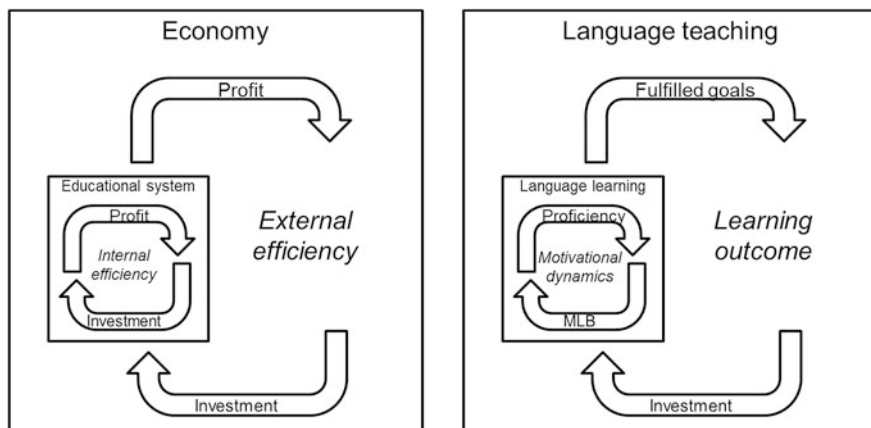 Economy
Profit
Educational system
Profit
Internal
efficiency
Investment
External
efficiency
Investment
Language teaching
Fulfilled goals
Language learning
Proficiency
Motivational
dynamics
MLB
Learning
outcome
Investment